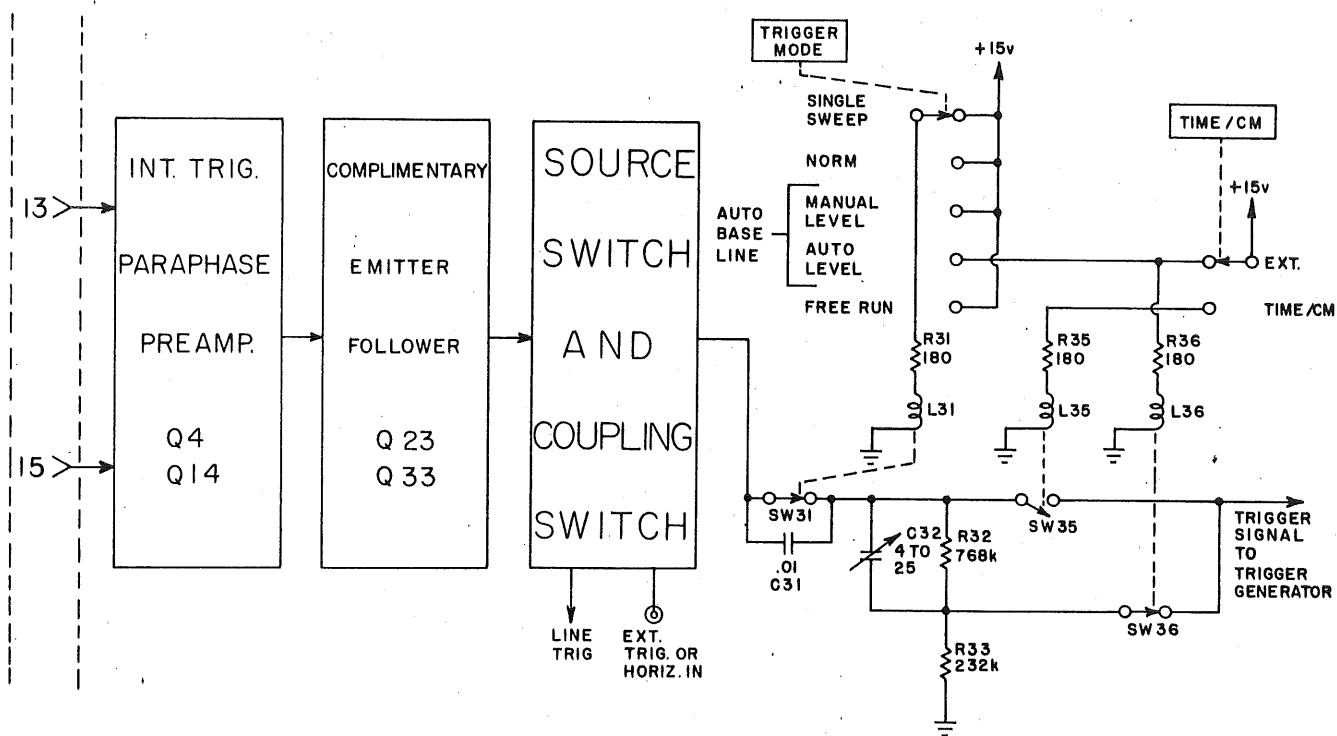 TRIGGER
MODE
+15v
SINGLE
SWEEP
NORM
AUTO
BASE
LINE
MANUAL
LEVEL
AUTO
LEVEL
FREE RUN
TIME/CM
+15v
EXT.
TIME/CM
13
15
INT. TRIG.
PARAPHASE
PREAMP.
Q4
Q14
COMPLIMENTARY
EMITTER
FOLLOWER
Q 23
Q 33
SOURCE
SWITCH
AND
COUPLING
SWITCH
LINE
TRIG
EXT.
TRIG. OR
HORIZ. IN
R31
180
L31
R35
180
L35
R36
180
L36
SW31
.01
C31
C32
4 TO
25
R32
768k
R33
232k
SW35
SW36
TRIGGER
SIGNAL
TO
TRIGGER
GENERATOR